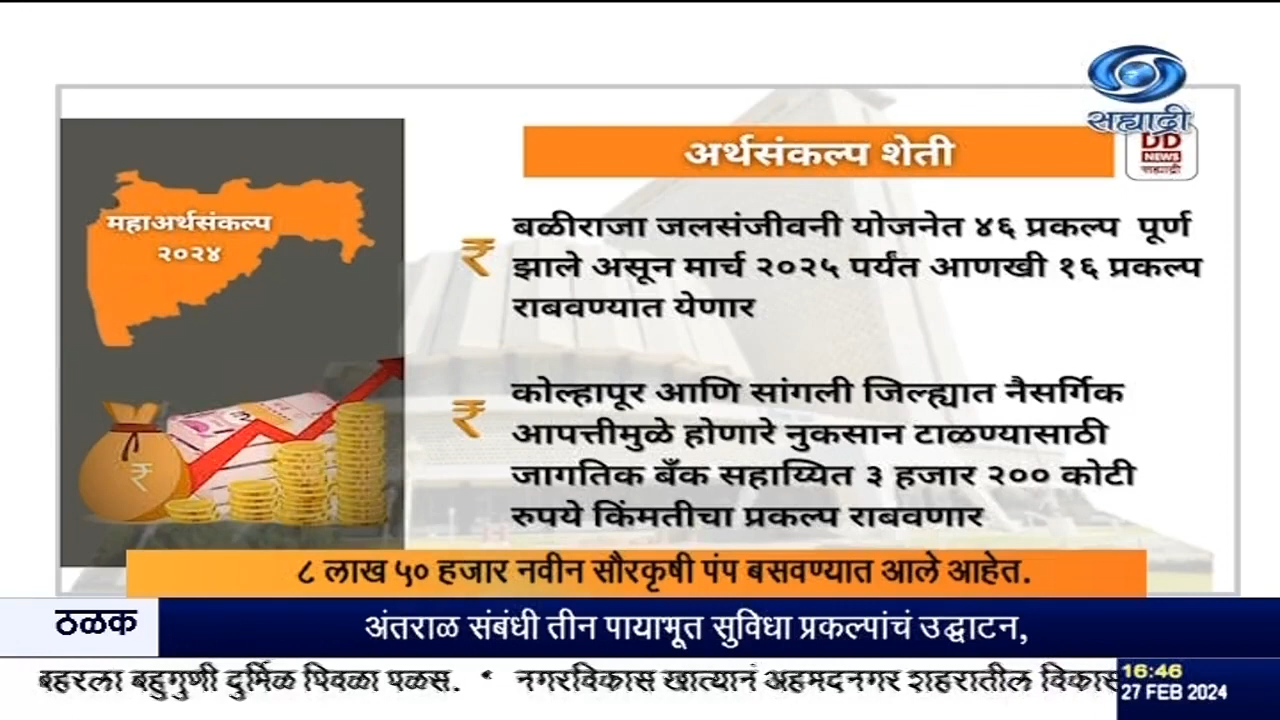 सह्याद्री
DD
NEWS
सह्याद्री
अर्थसंकल्प शेती
महाअर्थसंकल्प
२०२४
₹ बळीराजा जलसंजीवनी योजनेत ४६ प्रकल्प पूर्ण
झाले असून मार्च २०२५ पर्यंत आणखी १६ प्रकल्प
राबवण्यात येणार
₹ कोल्हापूर आणि सांगली जिल्ह्यात नैसर्गिक
आपत्तीमुळे होणारे नुकसान टाळण्यासाठी
जागतिक बँक सहाय्यित ३ हजार २०० कोटी
रुपये किंमतीचा प्रकल्प राबवणार
₹
८ लाख ५० हजार नवीन सौरकृषी पंप बसवण्यात आले आहेत.
ठळक
अंतराळ संबंधी तीन पायाभूत सुविधा प्रकल्पांचं उद्घाटन,
बहरला बहुगुणी दुर्मिळ पिवळा पळस. * नगरविकास खात्यानं अहमदनगर शहरातील विकास
16:46
27 FEB 2024